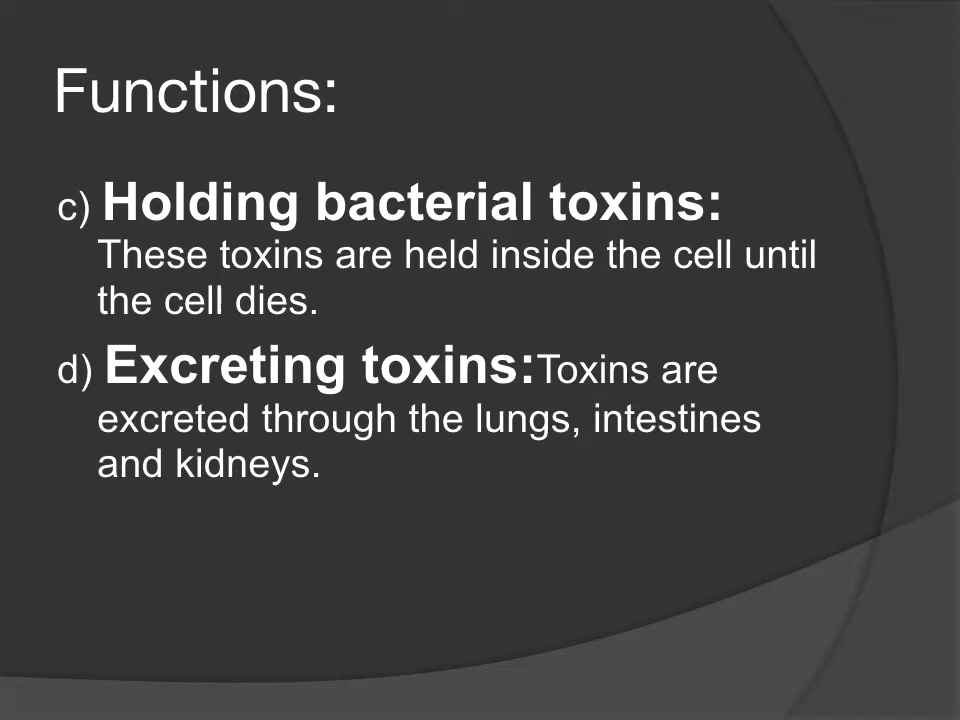 Functions:
c) Holding bacterial toxins:
These toxins are held inside the cell until
the cell dies.
d) Excreting toxins:Toxins are
excreted through the lungs, intestines
and kidneys.